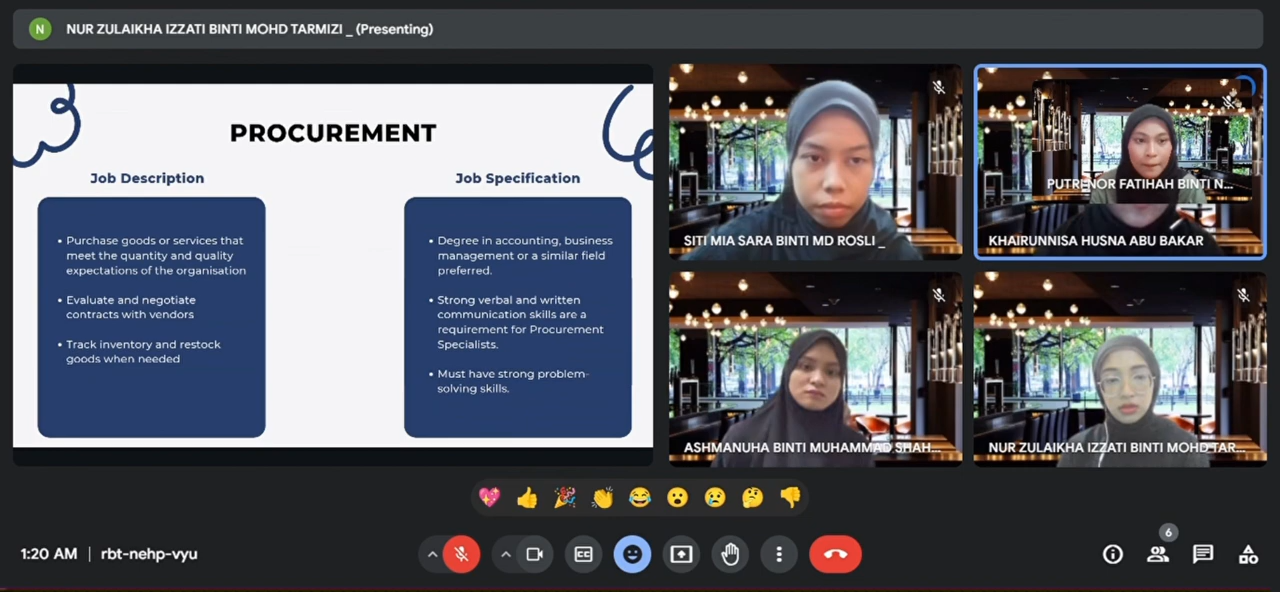 N
NUR ZULAIKHA IZZATI BINTI MOHD TARMIZI _ (Presenting)
PROCUREMENT
Job Description
• Purchase goods or services that
meet the quantity and quality
expectations of the organisation
• Evaluate and negotiate
contracts with vendors
• Track inventory and restock
goods when needed
Job Specification
• Degree in accounting, business
management or a similar field
preferred.
• Strong verbal and written
communication skills are a
requirement for Procurement
Specialists.
• Must have strong problem-
solving skills.
SITI MIA SARA BINTI MD ROSLI _
PUTRENOR FATIHAH BINTI N...
KHAIRUNNISA HUSNA ABU BAKAR
ASHMANUHA BINTI MUHAMMAD SHAH...
NUR ZULAIKHA IZZATI BINTI MOHD TAR...
1:20 AM | rbt-nehp-vyu
CC
6